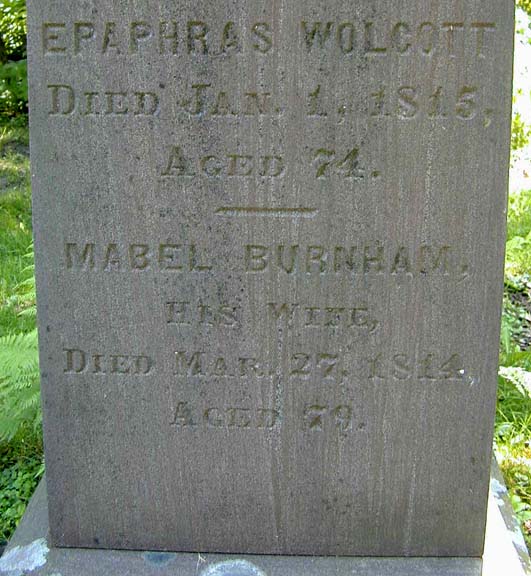 EPAPHRAS WOLCOTT
DIED JAN. 1, 1815,
AGED 74.
MABEL BURNHAM,
HIS WIFE,
DIED MAR. 27, 1814,
AGED 79.